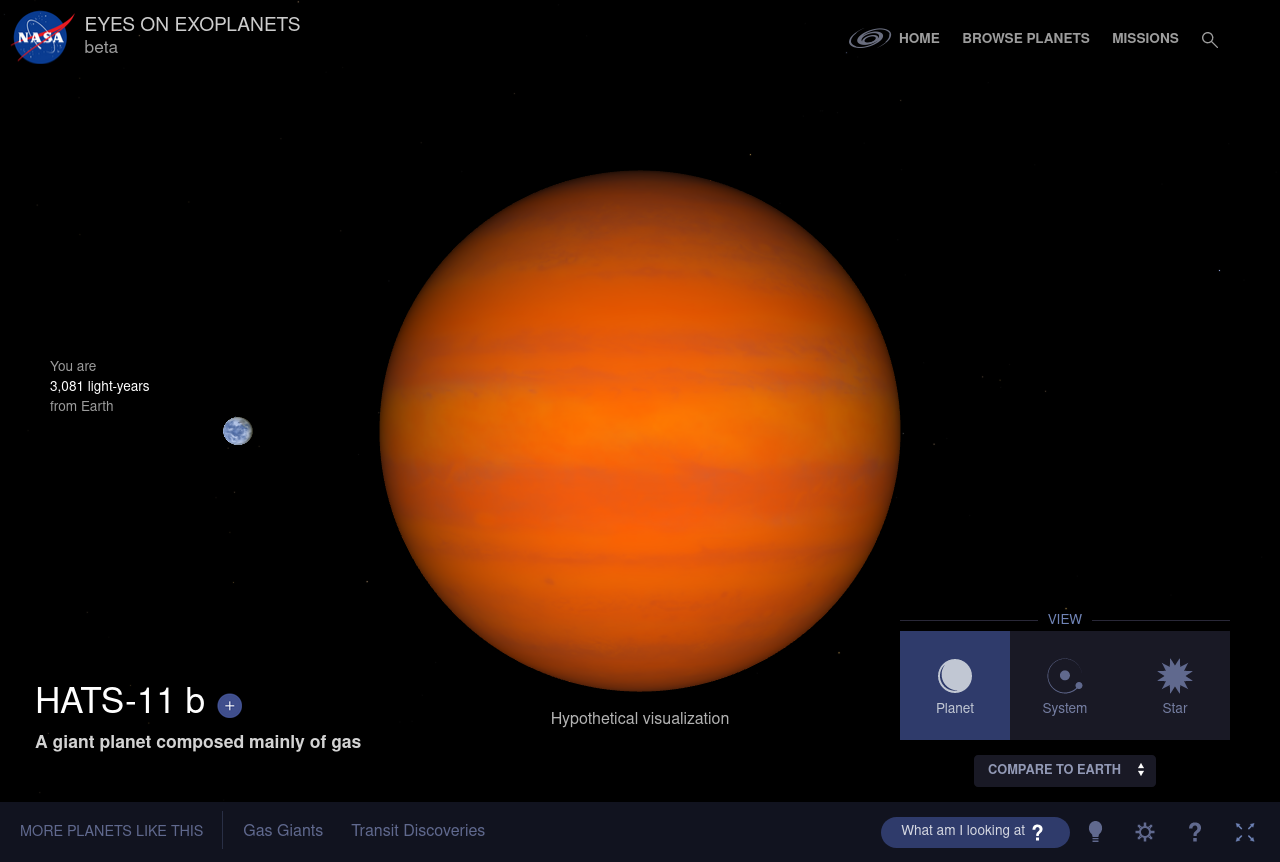 NASA
EYES ON EXOPLANETS
beta
HOME
BROWSE PLANETS
MISSIONS
You are
3,081 light-years
from Earth
VIEW
Planet
System
Star
HATS-11 b +
A giant planet composed mainly of gas
Hypothetical visualization
COMPARE TO EARTH
MORE PLANETS LIKE THIS
Gas Giants
Transit Discoveries
What am I looking at ?
?